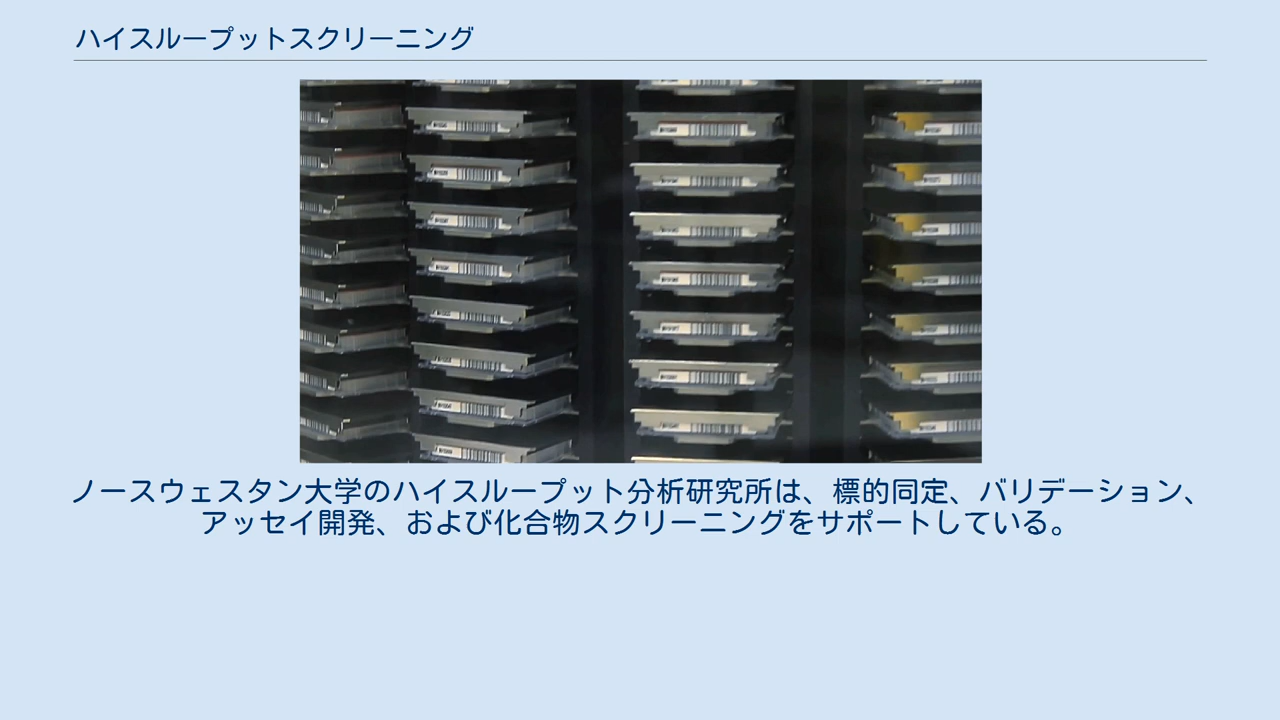 ハイスループットスクリーニング
ノースウェスタン大学のハイスループット分析研究所は、標的同定、バリデーション、
アッセイ開発、および化合物スクリーニングをサポートしている。